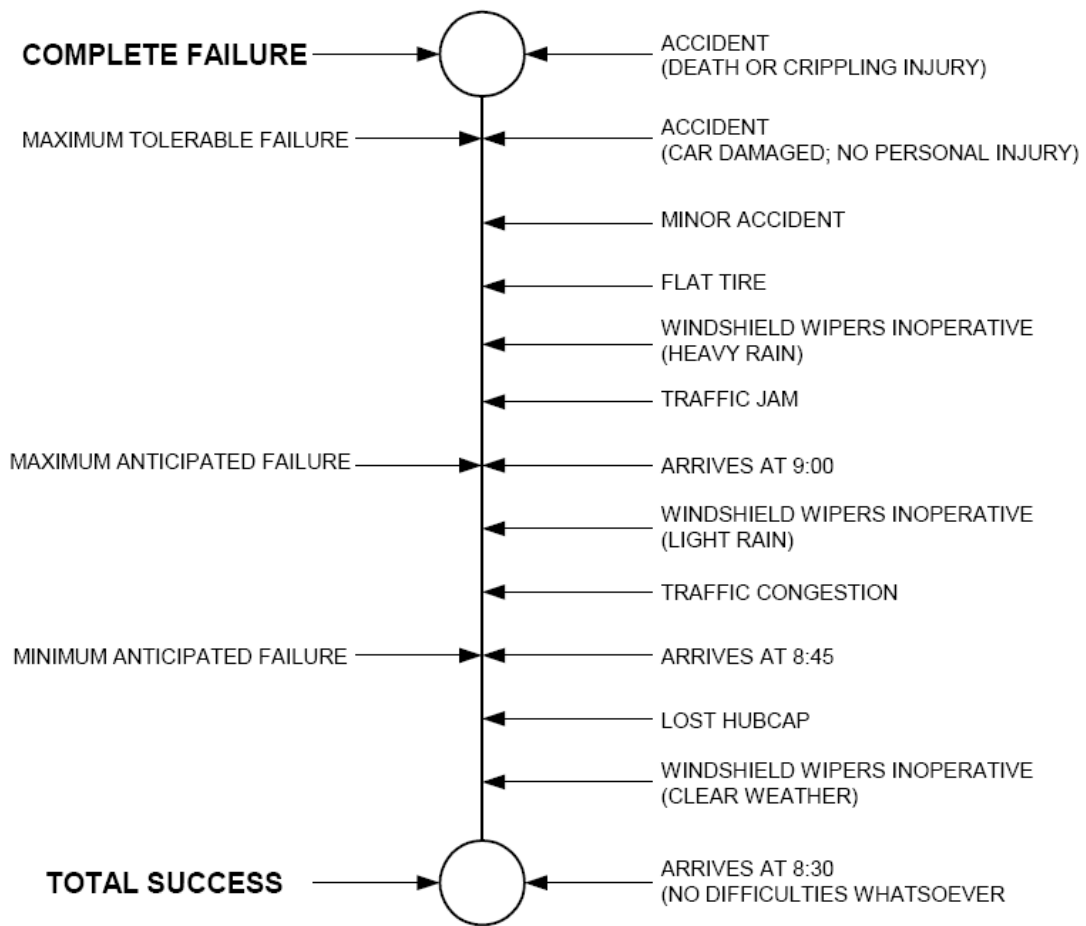 COMPLETE FAILURE
ACCIDENT
(DEATH OR CRIPPLING INJURY)
MAXIMUM TOLERABLE FAILURE
ACCIDENT
(CAR DAMAGED; NO PERSONAL INJURY)
MINOR ACCIDENT
FLAT TIRE
WINDSHIELD WIPERS INOPERATIVE
(HEAVY RAIN)
TRAFFIC JAM
MAXIMUM ANTICIPATED FAILURE
ARRIVES AT 9:00
WINDSHIELD WIPERS INOPERATIVE
(LIGHT RAIN)
TRAFFIC CONGESTION
MINIMUM ANTICIPATED FAILURE
ARRIVES AT 8:45
LOST HUBCAP
WINDSHIELD WIPERS INOPERATIVE
(CLEAR WEATHER)
TOTAL SUCCESS
ARRIVES AT 8:30
(NO DIFFICULTIES WHATSOEVER